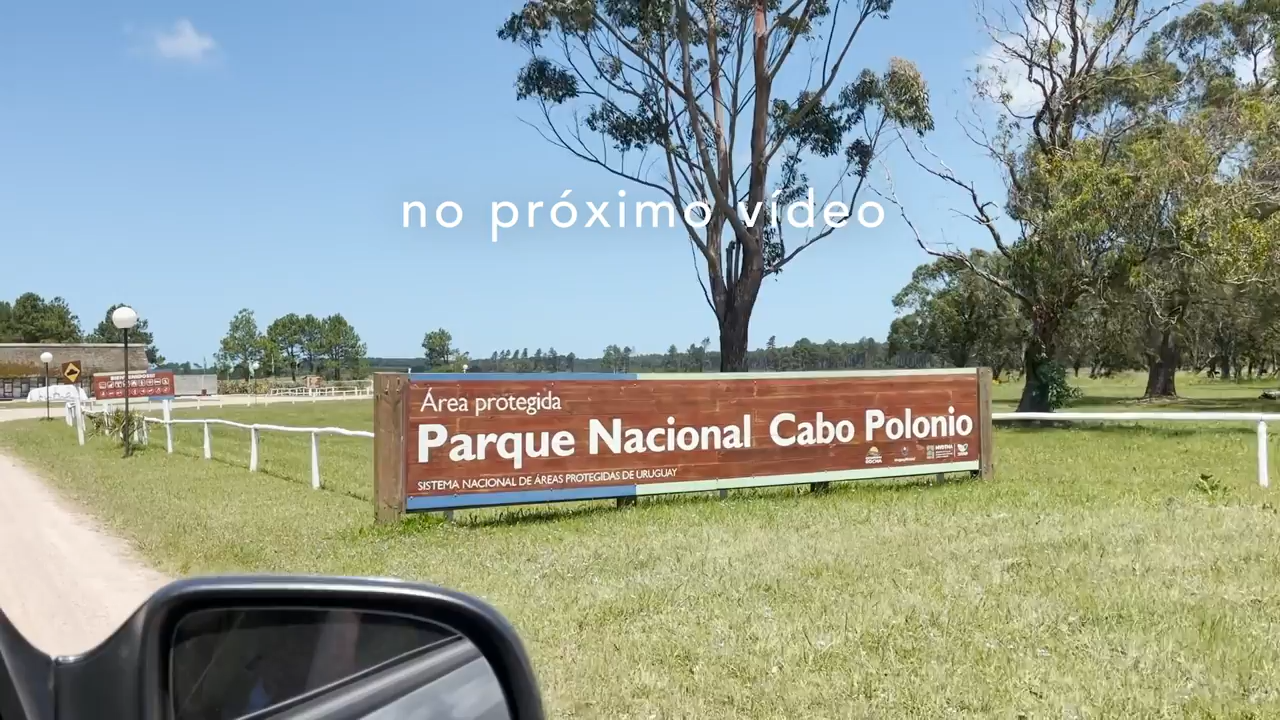 no próximo vídeo
Área protegida
Parque Nacional Cabo Polonio
SISTEMA NACIONAL DE ÁREAS PROTEGIDAS DE URUGUAY